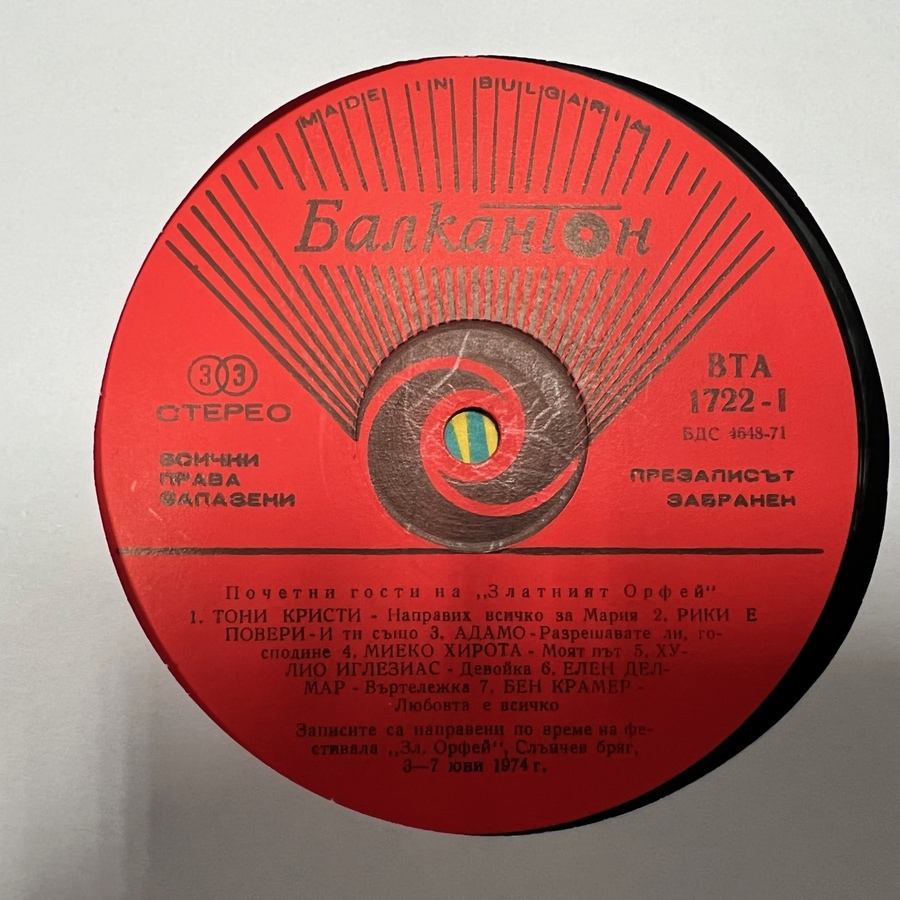 MADE IN BULGARIA
Балкантон
33
СТЕРЕО
ВСИЧКИ
ПРАВА
ЗАПАЗЕНИ
ВТА
1722-I
БДС 4648-71
ПРЕЗАПИСЪТ
ЗАБРАНЕН
Почетни гости на „Златният Орфей"
1. ТОНИ КРИСТИ - Направих всичко за Мария 2. РИКИ Е
ПОВЕРИ - И ти също 3. АДАМО - Разрешавате ли, го-
сподине 4. МИЕКО ХИРОТА - Моят път 5. ХУ-
ЛИО ИГЛЕЗИАС - Девойка 6. ЕЛЕН ДЕЛ-
МАР - Въртележка 7. БЕН КРАМЕР -
Любовта е всичко
Записите са направени по време на фе-
стивала „Зл. Орфей", Слънчев бряг,
3—7 юни 1974 г.